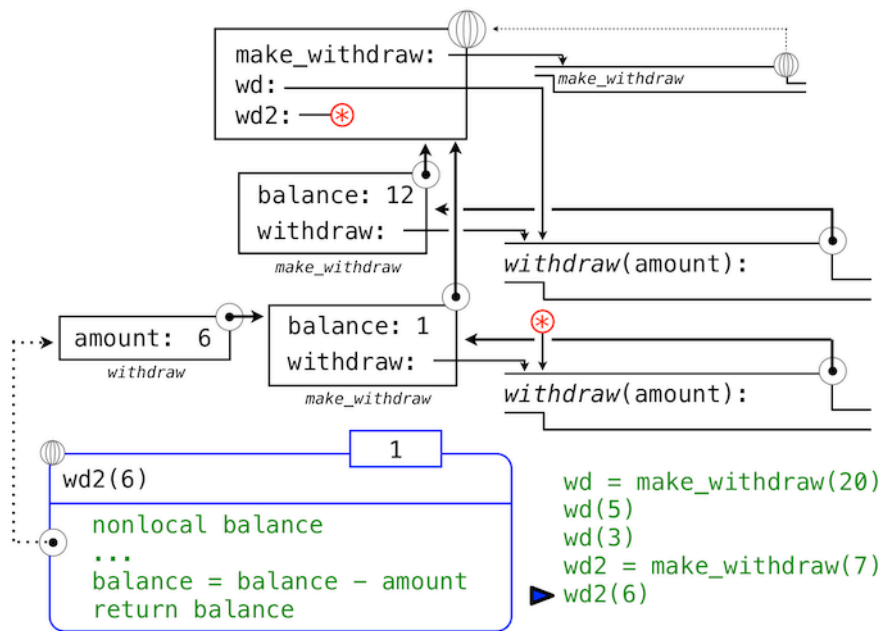 make_withdraw:
make_withdraw
wd:
wd2:
balance: 12
withdraw:
make_withdraw
withdraw(amount):
amount: 6
withdraw
balance: 1
withdraw:
make_withdraw
withdraw(amount):
1
wd2(6)
nonlocal balance
...
balance = balance – amount
return balance
wd = make_withdraw(20)
wd(5)
wd(3)
wd2 = make_withdraw(7)
wd2(6)